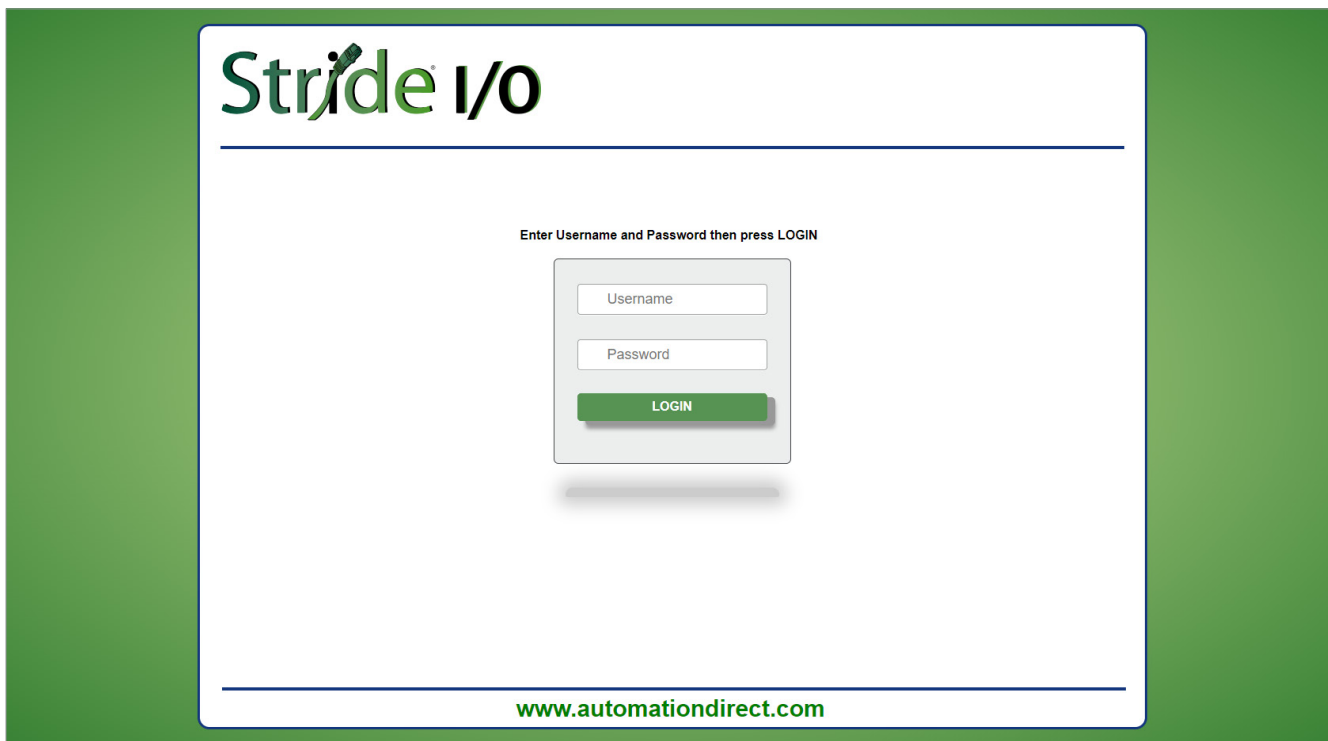 Stride® I/O
Enter Username and Password then press LOGIN
Username
Password
LOGIN
www.automationdirect.com